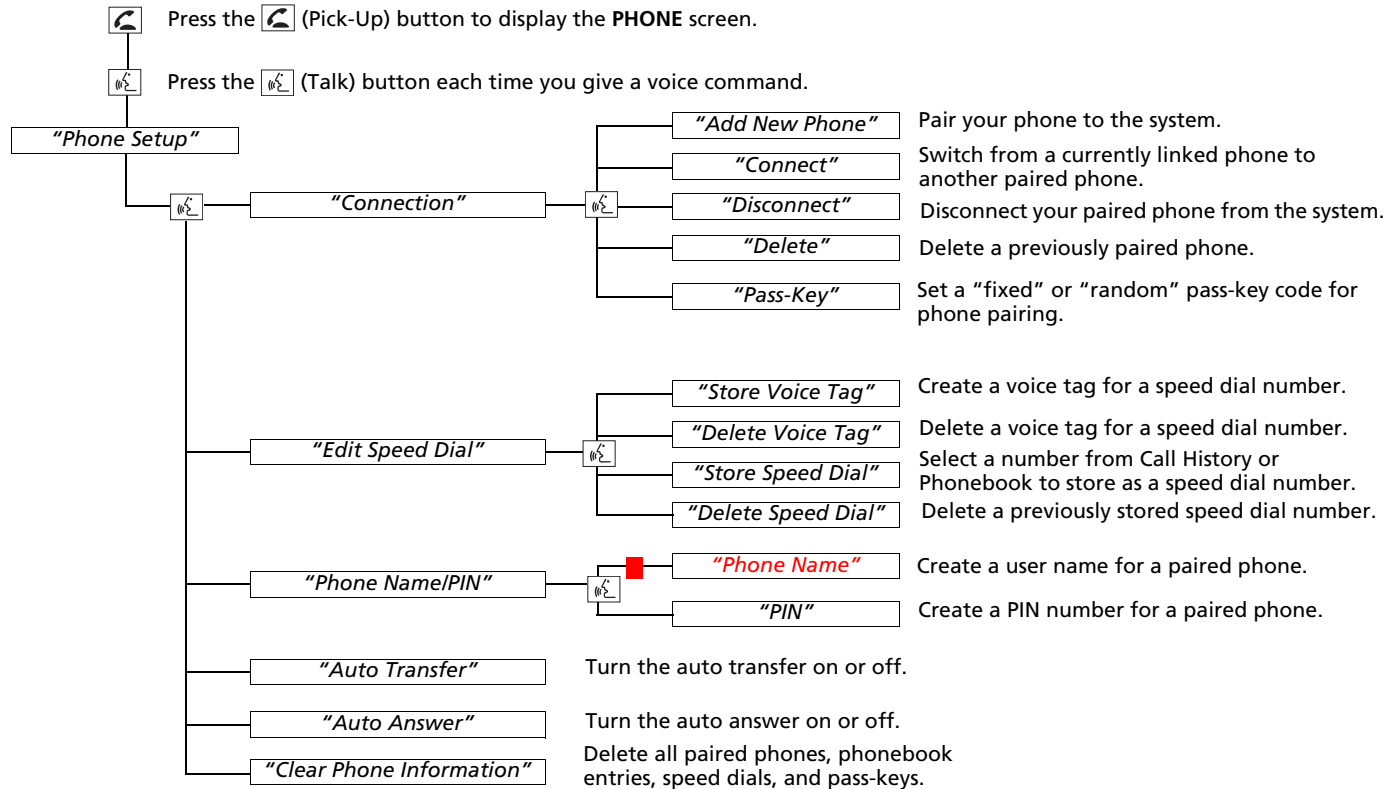 Press the (Pick-Up) button to display the PHONE screen.
Press the (Talk) button each time you give a voice command.
"Phone Setup"
"Connection"
"Add New Phone"
Pair your phone to the system.
"Connect"
Switch from a currently linked phone to
another paired phone.
"Disconnect"
Disconnect your paired phone from the system.
"Delete"
Delete a previously paired phone.
"Pass-Key"
Set a “fixed” or “random” pass-key code for
phone pairing.
"Edit Speed Dial"
"Store Voice Tag"
Create a voice tag for a speed dial number.
"Delete Voice Tag"
Delete a voice tag for a speed dial number.
"Store Speed Dial"
Select a number from Call History or
Phonebook to store as a speed dial number.
"Delete Speed Dial"
Delete a previously stored speed dial number.
"Phone Name/PIN"
"Phone Name"
Create a user name for a paired phone.
"PIN"
Create a PIN number for a paired phone.
"Auto Transfer"
Turn the auto transfer on or off.
"Auto Answer"
Turn the auto answer on or off.
"Clear Phone Information"
Delete all paired phones, phonebook
entries, speed dials, and pass-keys.